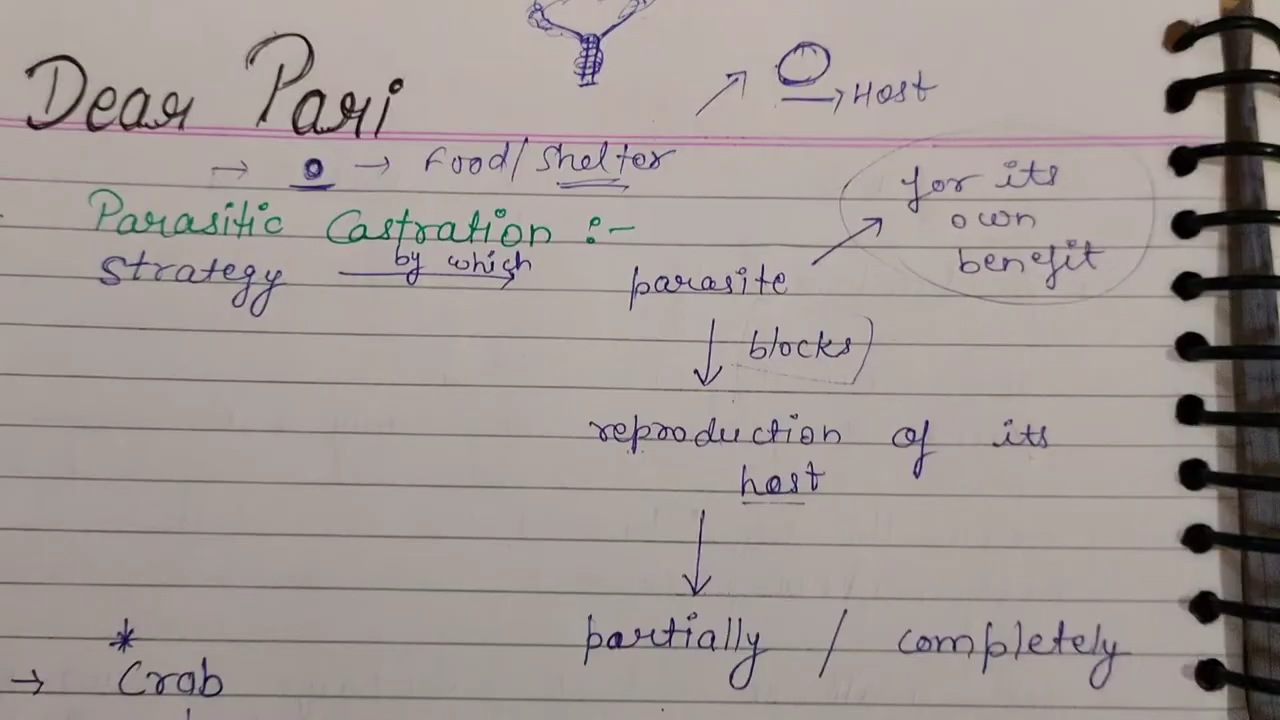 Dear Pari
→ HOST
→ → Food/Shelter
for its
own
benefit
Parasitic Castration :-
Strategy by which parasite
blocks
reproduction of its
host
partially / completely
*
→ Crab